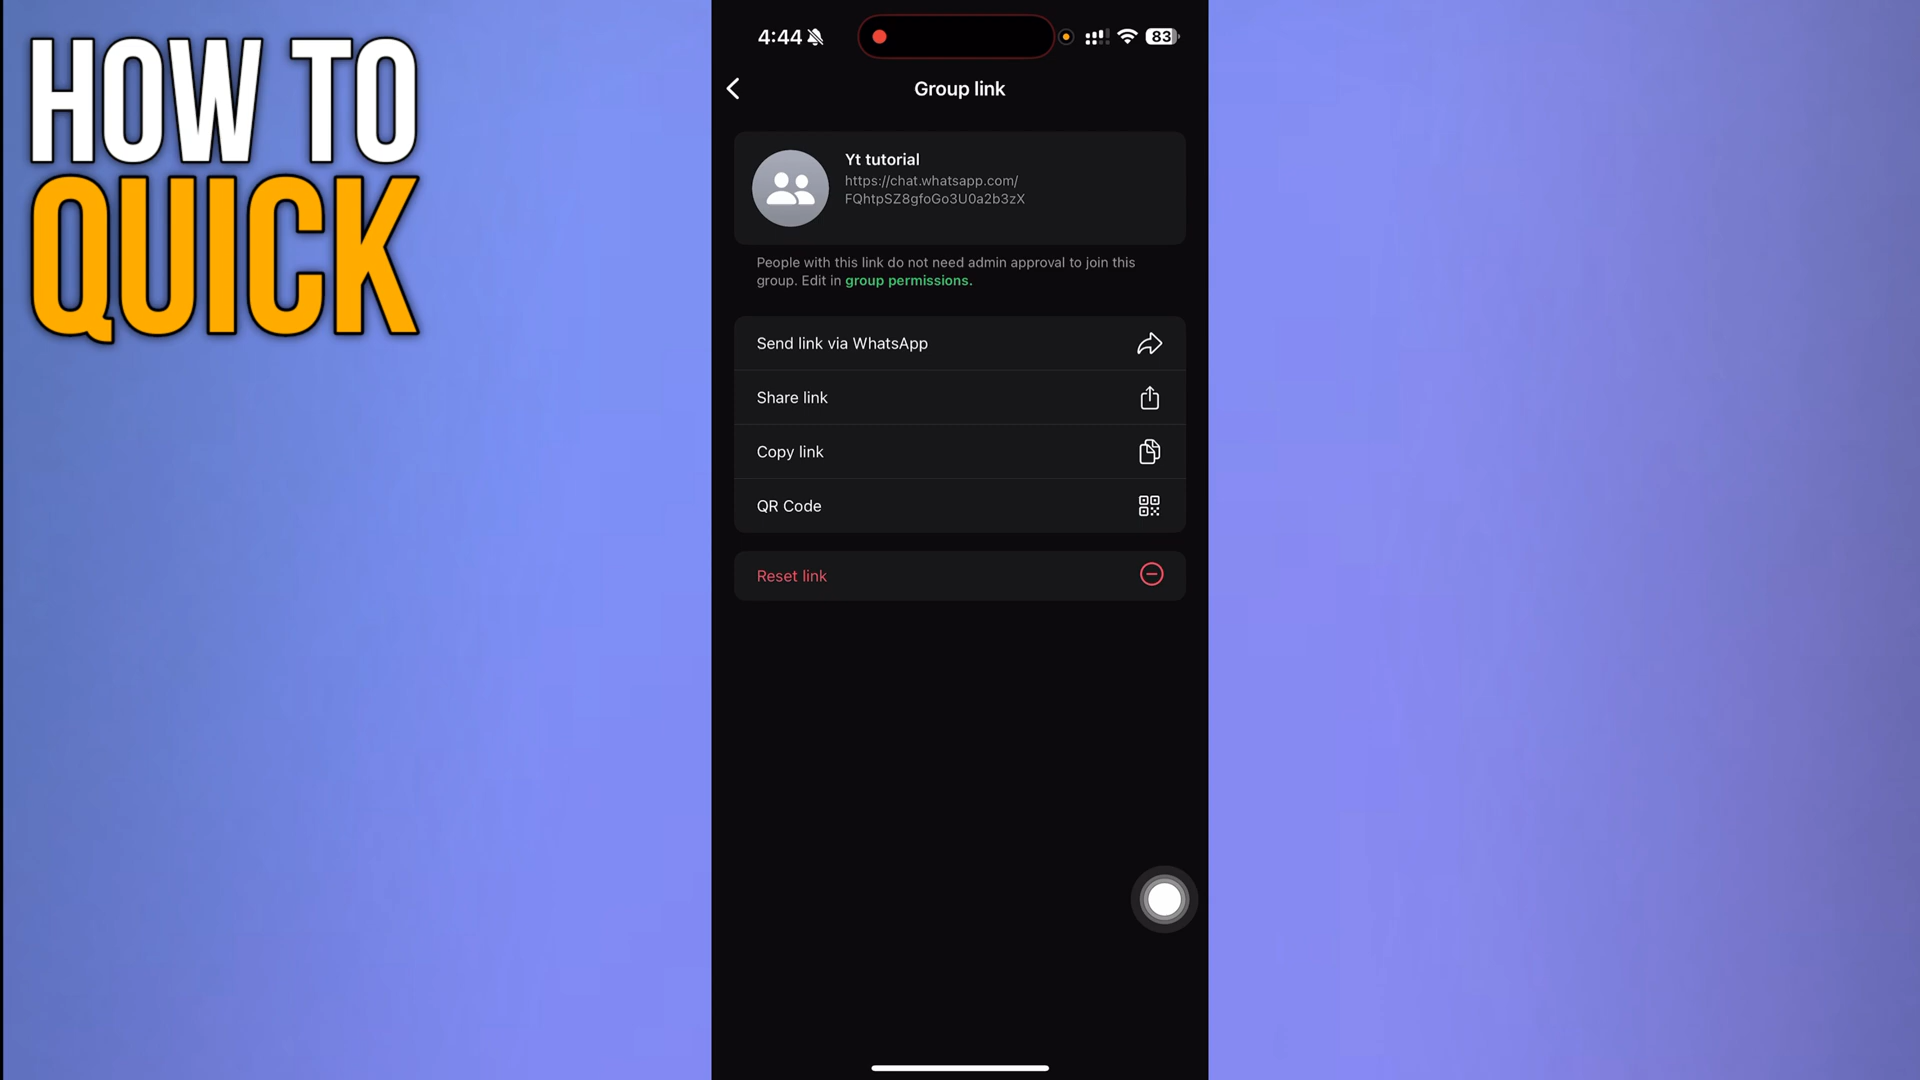 HOW TO
QUICK
4:44
83
Group link
Yt tutorial
https://chat.whatsapp.com/
FQhtpSZ8gfoGo3U0a2b3zX
People with this link do not need admin approval to join this
group. Edit in group permissions.
Send link via WhatsApp
Share link
Copy link
QR Code
Reset link